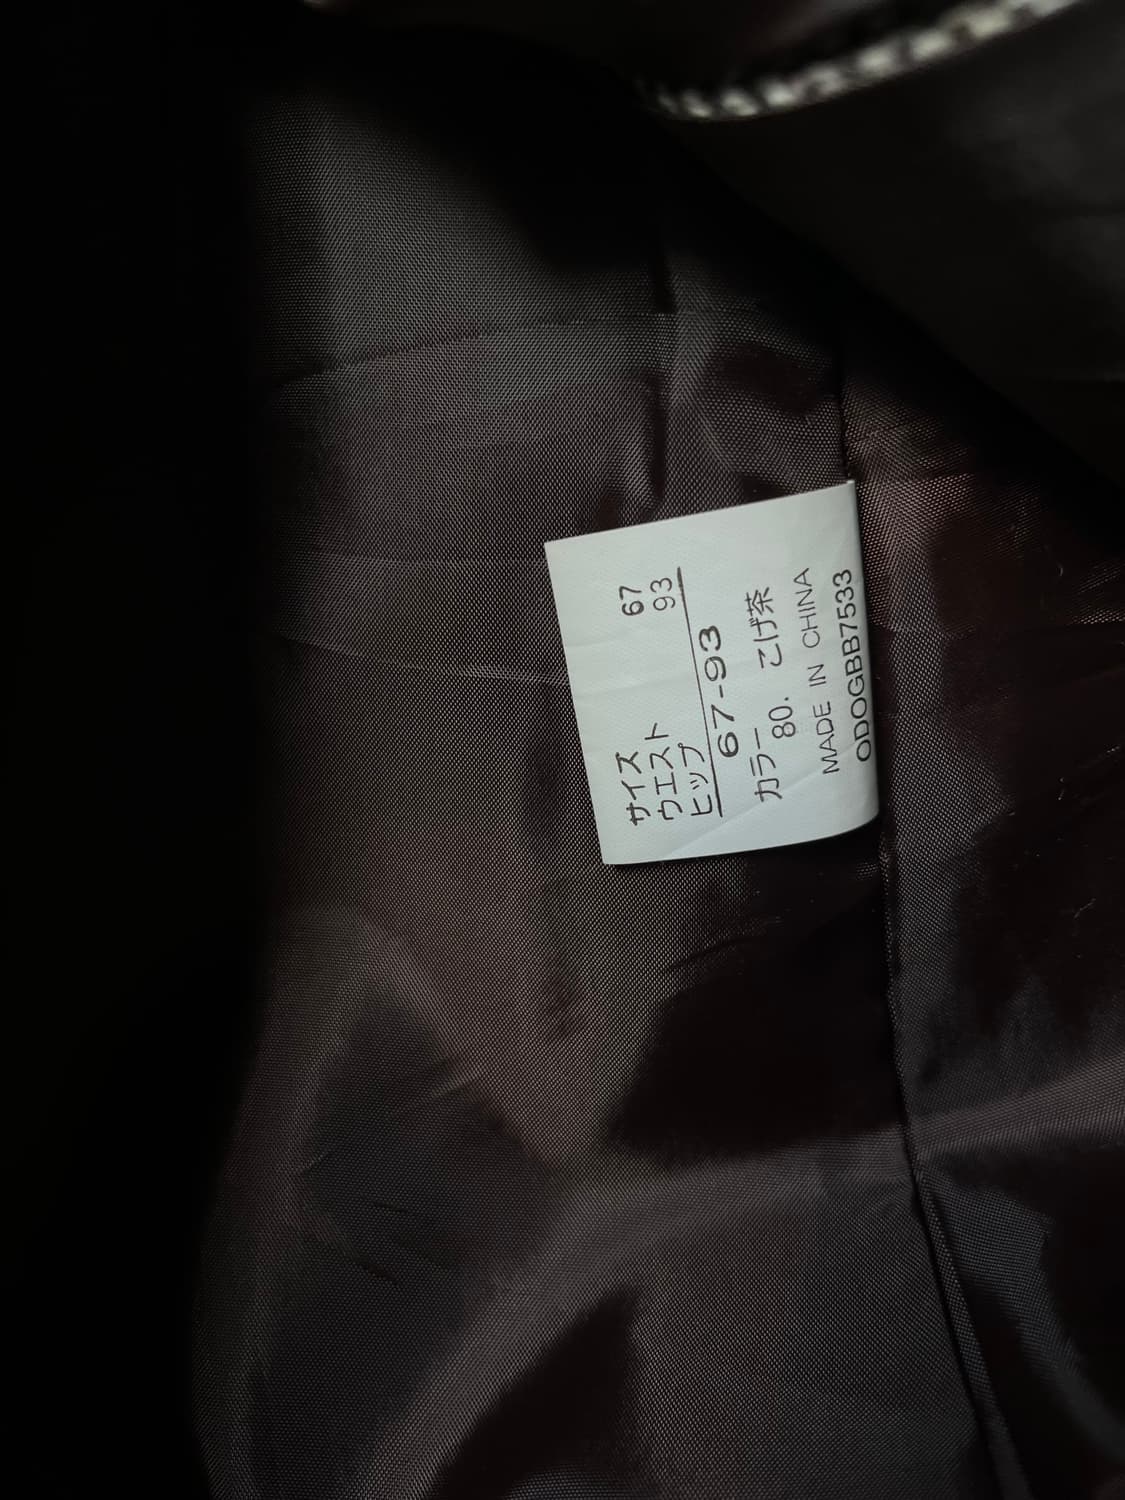 サイズ
ウエスト 67
ヒップ 93
67-93
カラー
80. こげ茶
MADE IN CHINA
ODOGBB7533